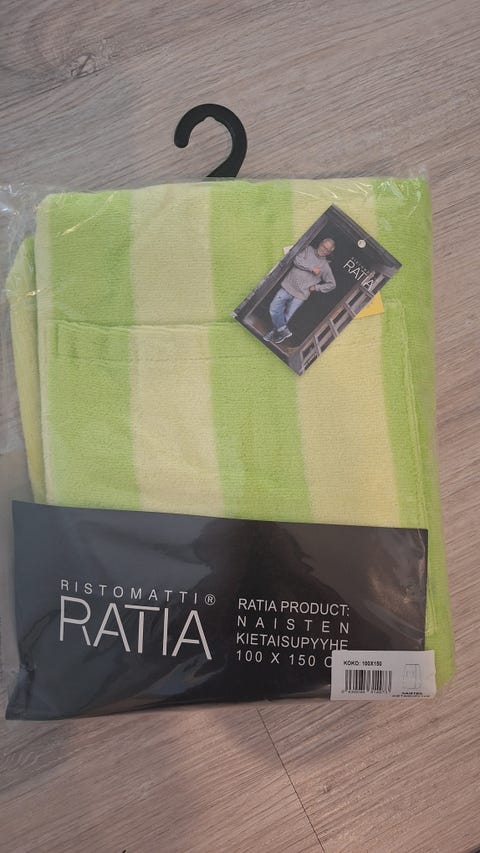 RATIA
RISTOMATTI®
RATIA
RATIA PRODUCT:
NAISTEN
KIETAISUPYYHE
100 X 150 C
KOKO: 100X150